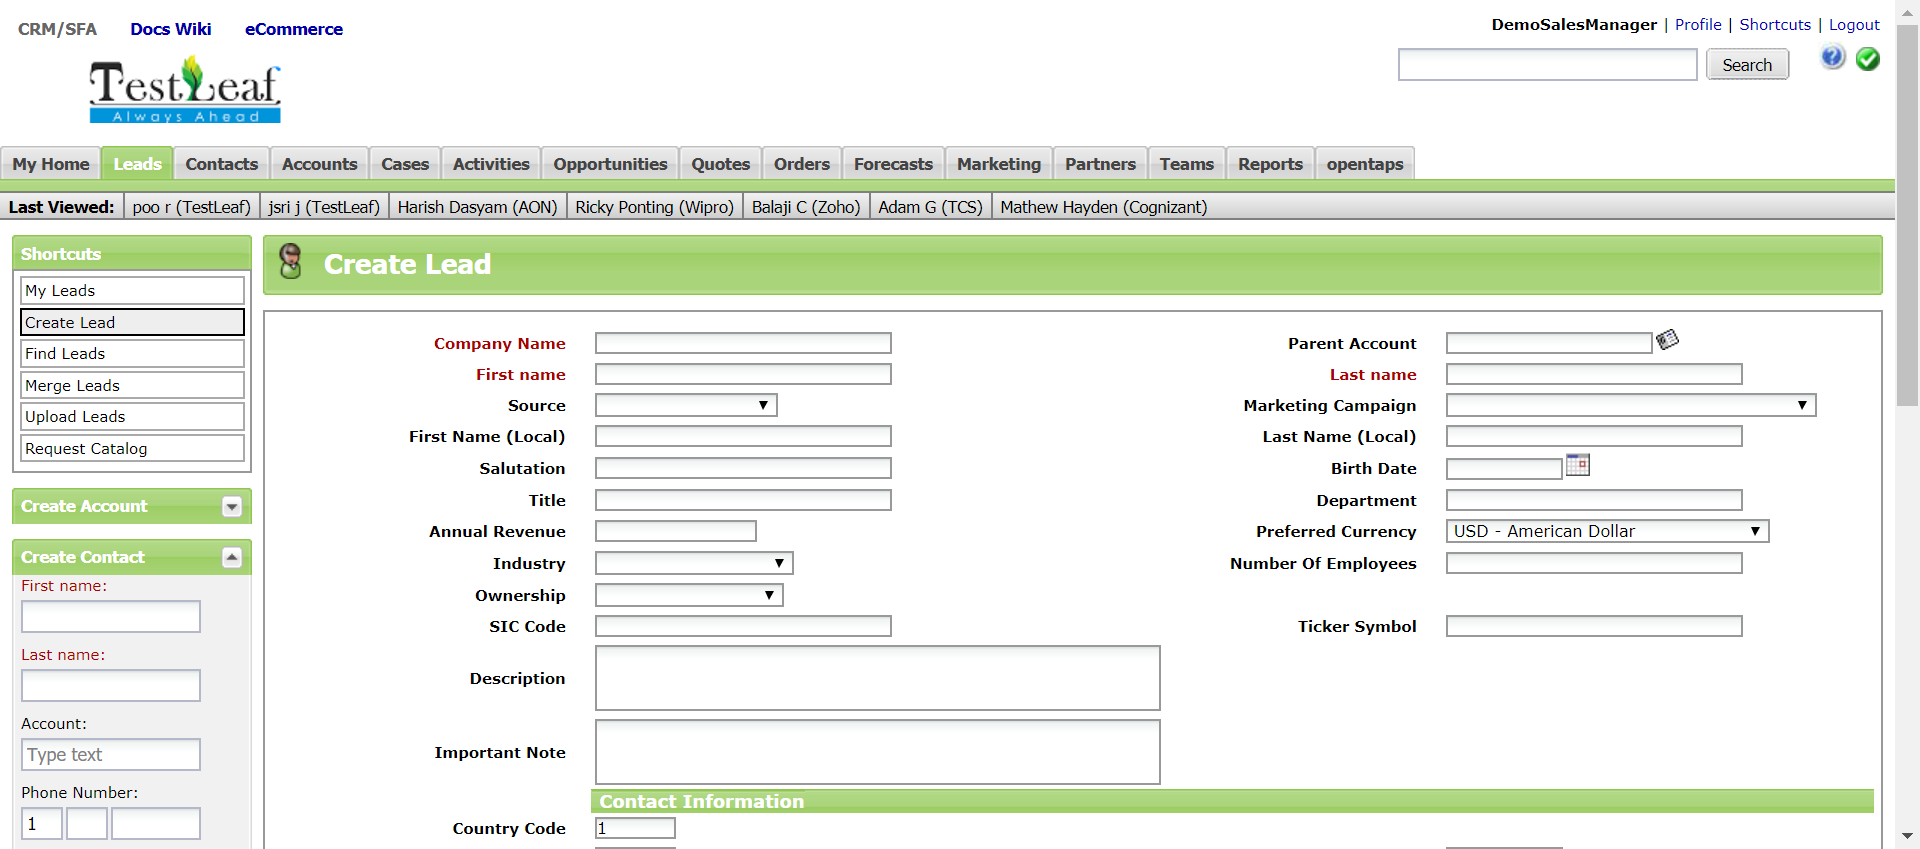 CRM/SFA Docs Wiki eCommerce
DemoSalesManager | Profile | Shortcuts | Logout
TestLeaf
Always Ahead
Search
?
My Home Leads Contacts Accounts Cases Activities Opportunities Quotes Orders Forecasts Marketing Partners Teams Reports opentaps
Last Viewed: poo r (TestLeaf) jsri j (TestLeaf) Harish Dasyam (AON) Ricky Ponting (Wipro) Balaji C (Zoho) Adam G (TCS) Mathew Hayden (Cognizant)
Shortcuts
My Leads
Create Lead
Find Leads
Merge Leads
Upload Leads
Request Catalog
Create Account
Create Contact
First name:
Last name:
Account:
Type text
Phone Number:
1
Create Lead
Company Name Parent Account
First name Last name
Source Marketing Campaign
First Name (Local) Last Name (Local)
Salutation Birth Date
Title Department
Annual Revenue Preferred Currency USD - American Dollar
Industry Number Of Employees
Ownership
SIC Code Ticker Symbol
Description
Important Note
Contact Information
Country Code 1